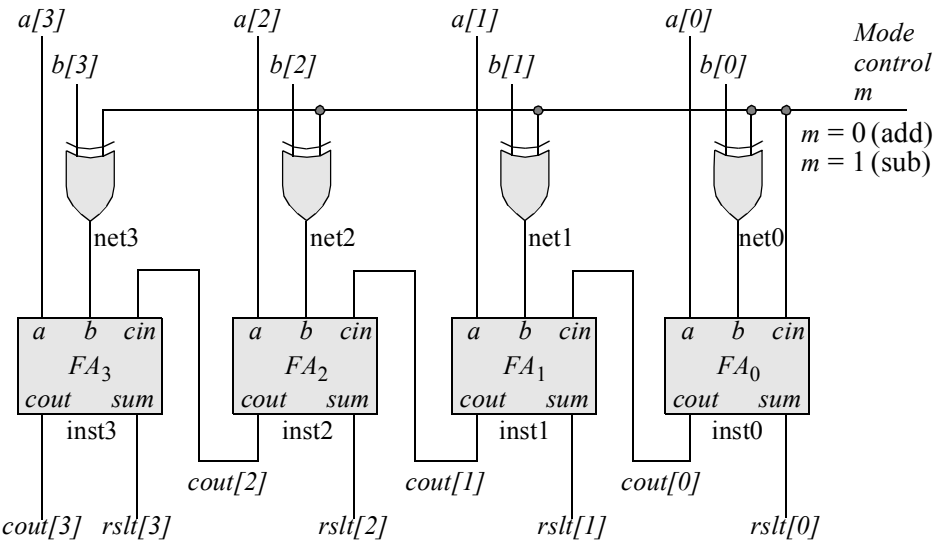 a[3] a[2] a[1] a[0]
Mode
control
m
b[3] b[2] b[1] b[0]
m = 0 (add)
m = 1 (sub)
net3 net2 net1 net0
a b cin a b cin a b cin a b cin
FA3 FA2 FA1 FA0
cout sum cout sum cout sum cout sum
inst3 inst2 inst1 inst0
cout[2] cout[1] cout[0]
cout[3] rslt[3] rslt[2] rslt[1] rslt[0]